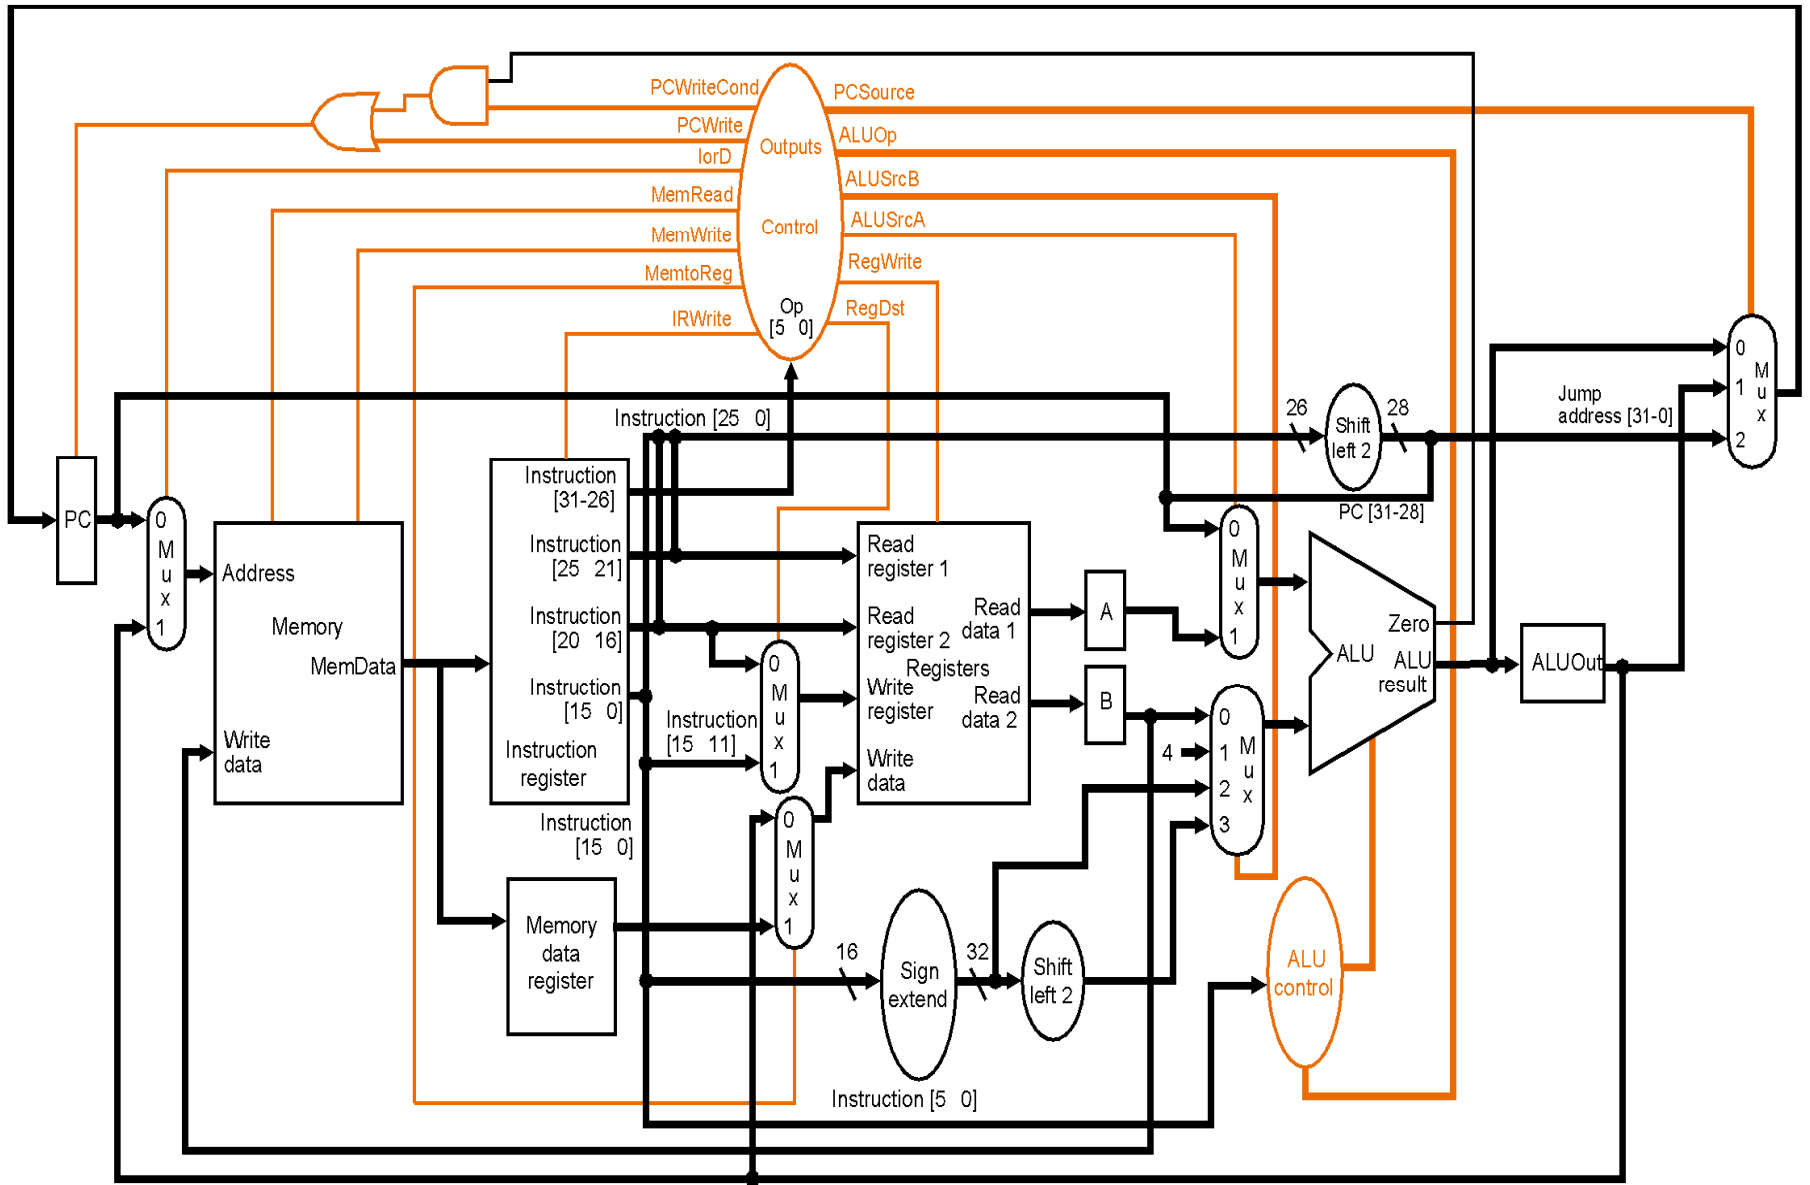 PCWriteCond
PCSource
PCWrite
ALUOp
Outputs
IorD
ALUSrcB
MemRead
ALUSrcA
Control
MemWrite
RegWrite
MemtoReg
Op
[5 0]
RegDst
IRWrite
Instruction [25 0]
26
28
Shift
left 2
Jump
address [31-0]
0
1
2
M
u
x
PC [31-28]
PC
0
M
u
x
1
Address
Memory
MemData
Write
data
Instruction
[31-26]
Instruction
[25 21]
Instruction
[20 16]
Instruction
[15 0]
Instruction
register
Instruction
[15 11]
0
M
u
x
1
Read
register 1
Read
register 2
Registers
Write
register
Write
data
Read
data 1
Read
data 2
A
B
0
M
u
x
1
4
0
1
2
3
M
u
x
Zero
ALU
ALU
result
ALUOut
Instruction
[15 0]
0
M
u
x
1
Memory
data
register
16
Sign
extend
32
Shift
left 2
ALU
control
Instruction [5 0]